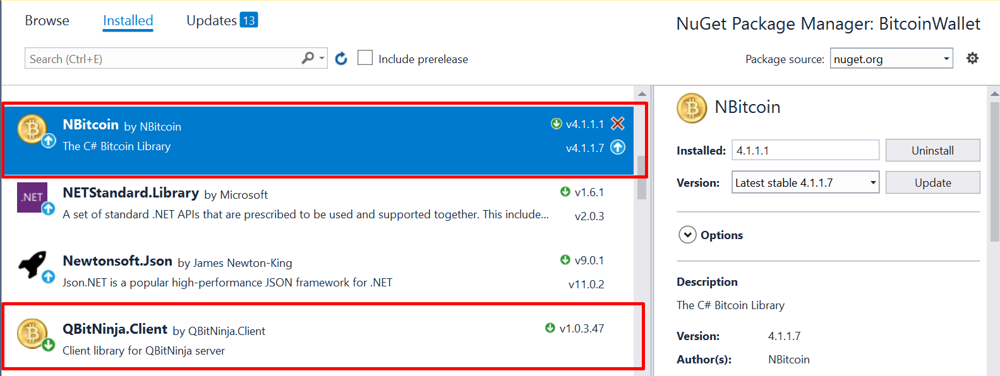 Browse Installed Updates 13
NuGet Package Manager: BitcoinWallet
Search (Ctrl+E) Include prerelease
Package source: nuget.org
NBitcoin by NBitcoin v4.1.1.1
The C# Bitcoin Library v4.1.1.7
.NET
NETStandard.Library by Microsoft v1.6.1
A set of standard .NET APIs that are prescribed to be used and supported together. This include... v2.0.3
Newtonsoft.Json by James Newton-King v9.0.1
Json.NET is a popular high-performance JSON framework for .NET v11.0.2
QBitNinja.Client by QBitNinja.Client v1.0.3.47
Client library for QBitNinja server
NBitcoin
Installed: 4.1.1.1 Uninstall
Version: Latest stable 4.1.1.7 Update
Options
Description
The C# Bitcoin Library
Version: 4.1.1.7
Author(s): NBitcoin